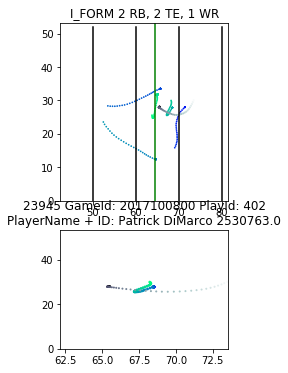 I_FORM 2 RB, 2 TE, 1 WR
50
40
30
20
10
0
50 60 70 80
23945 GameId: 2017100800 PlayId: 402
PlayerName + ID: Patrick DiMarco 2530763.0
40
20
0
62.5 65.0 67.5 70.0 72.5